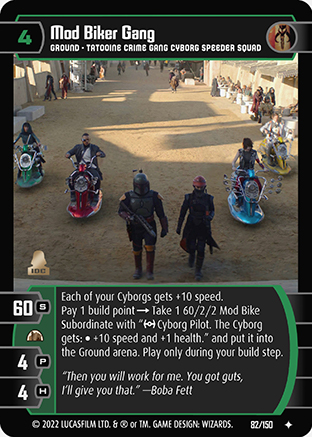 4 Mod Biker Gang
GROUND - TATOOINE CRIME GANG CYBORG SPEEDER SQUAD
IDC
60 S
4 P
4 H
Each of your Cyborgs gets +10 speed.
Pay 1 build point → Take 1 60/2/2 Mod Bike
Subordinate with “ Cyborg Pilot. The Cyborg
gets: • +10 speed and +1 health.” and put it into
the Ground arena. Play only during your build step.
“Then you will work for me. You got guts,
I’ll give you that.” —Boba Fett
© 2022 LUCASFILM LTD. & ® or TM. GAME DESIGN: WIZARDS. 82/150